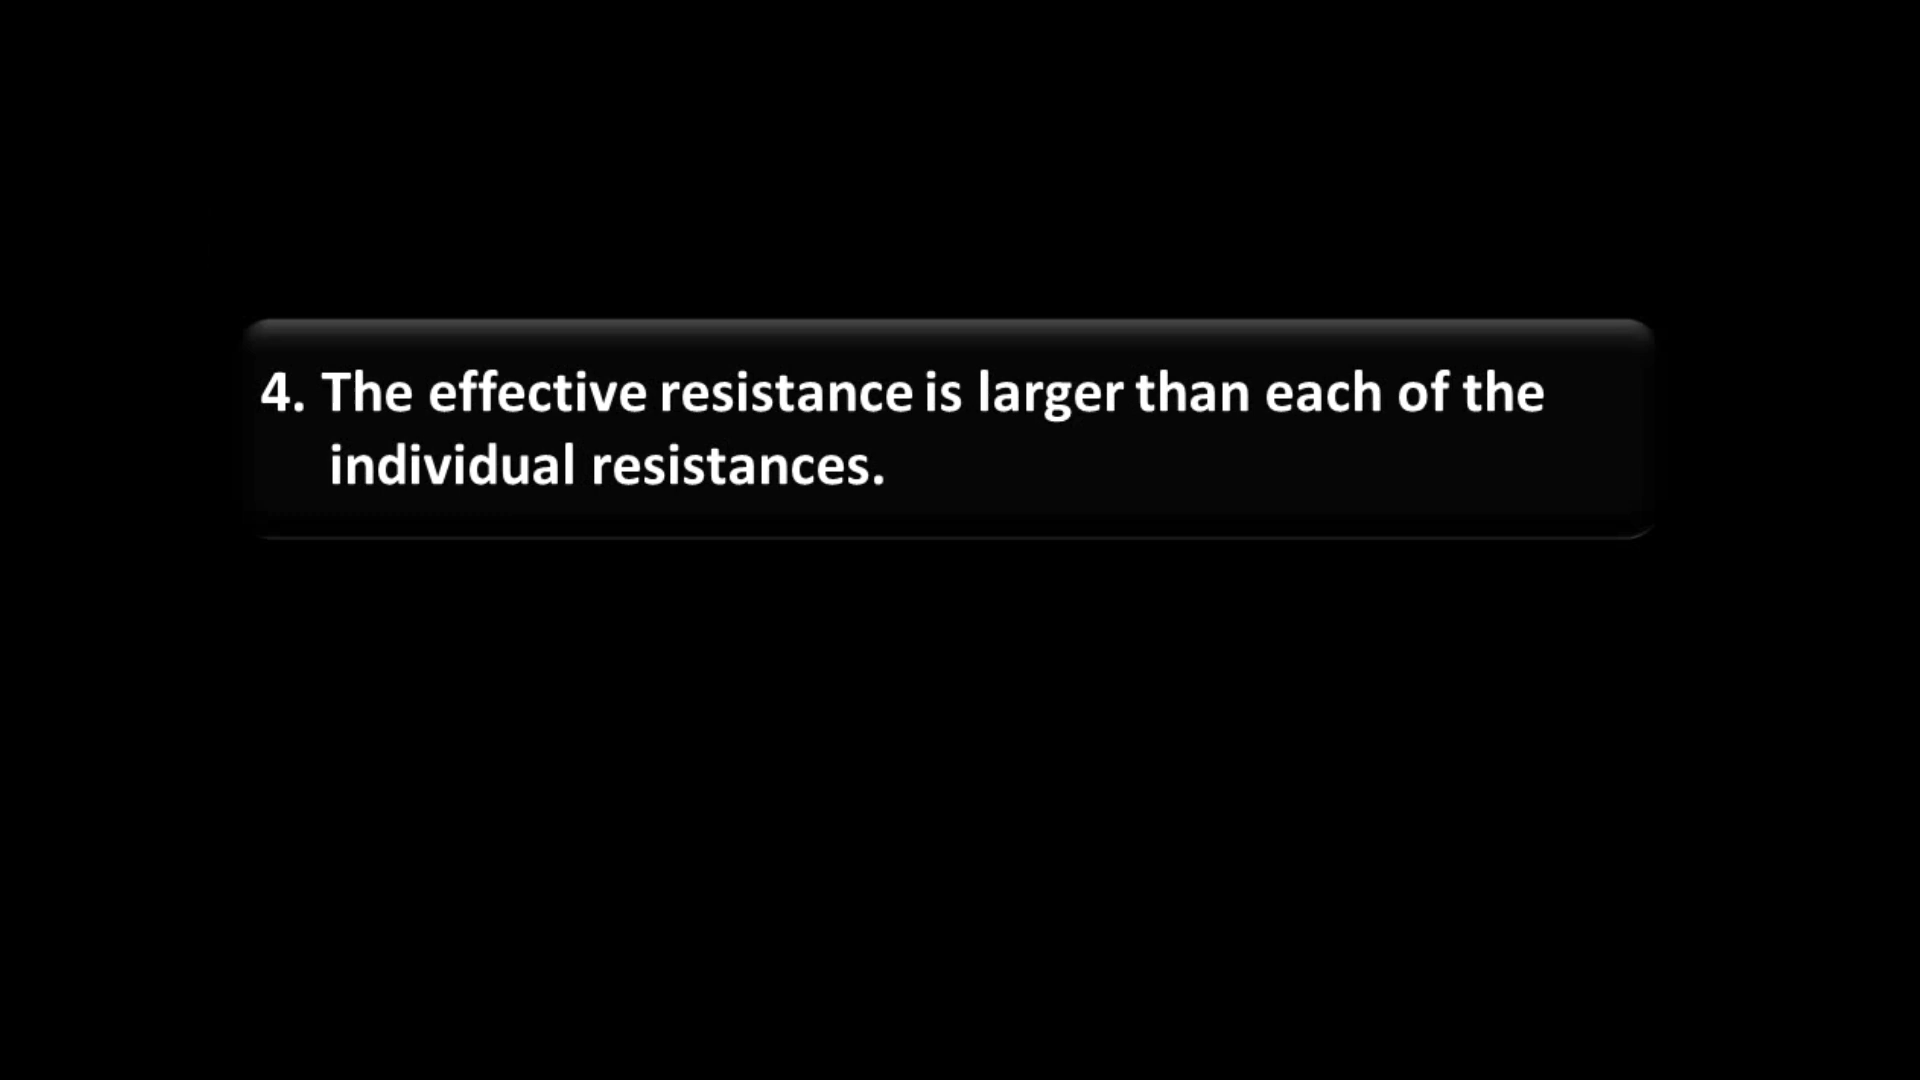 4. The effective resistance is larger than each of the
individual resistances.